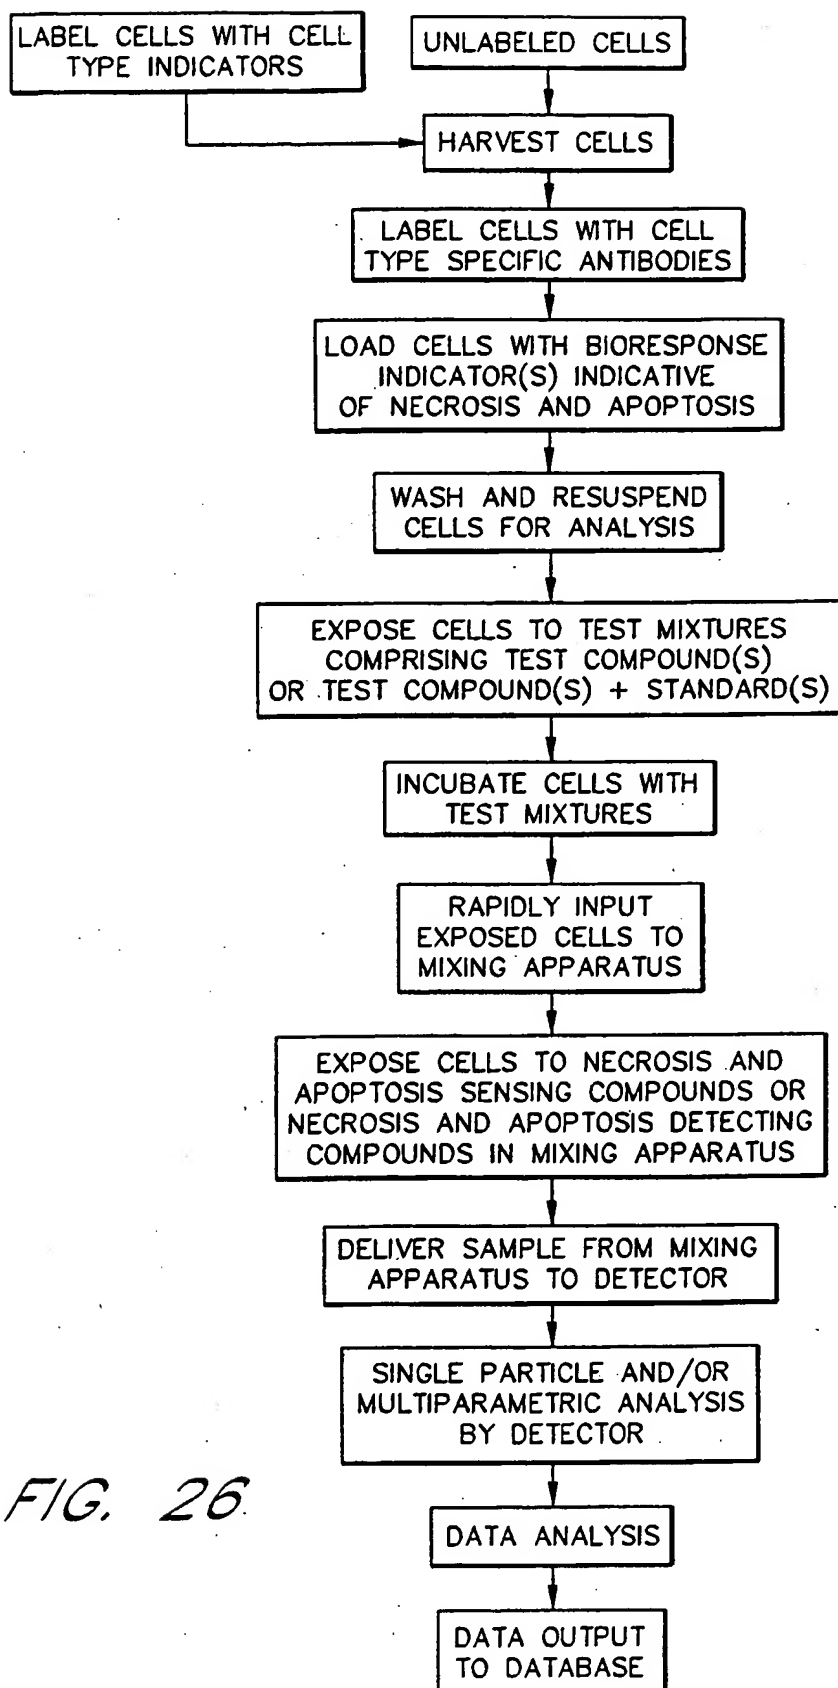 LABEL CELLS WITH CELL
TYPE INDICATORS
UNLABELED CELLS
HARVEST CELLS
LABEL CELLS WITH CELL
TYPE SPECIFIC ANTIBODIES
LOAD CELLS WITH BIORESPONSE
INDICATOR(S) INDICATIVE
OF NECROSIS AND APOPTOSIS
WASH AND RESUSPEND
CELLS FOR ANALYSIS
EXPOSE CELLS TO TEST MIXTURES
COMPRISING TEST COMPOUND(S)
OR TEST COMPOUND(S) + STANDARD(S)
INCUBATE CELLS WITH
TEST MIXTURES
RAPIDLY INPUT
EXPOSED CELLS TO
MIXING APPARATUS
EXPOSE CELLS TO NECROSIS AND
APOPTOSIS SENSING COMPOUNDS OR
NECROSIS AND APOPTOSIS DETECTING
COMPOUNDS IN MIXING APPARATUS
DELIVER SAMPLE FROM MIXING
APPARATUS TO DETECTOR
SINGLE PARTICLE AND/OR
MULTIPARAMETRIC ANALYSIS
BY DETECTOR
FIG. 26
DATA ANALYSIS
DATA OUTPUT
TO DATABASE